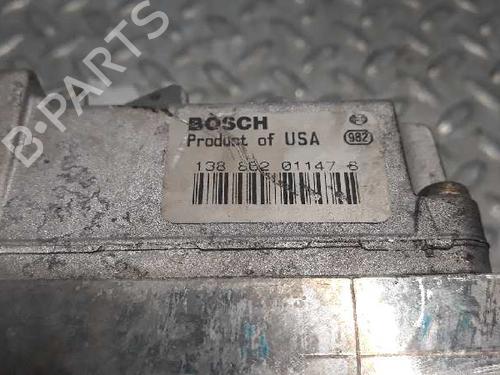 B-PARTS
BOSCH
Product of USA
982
138 862 01147 6